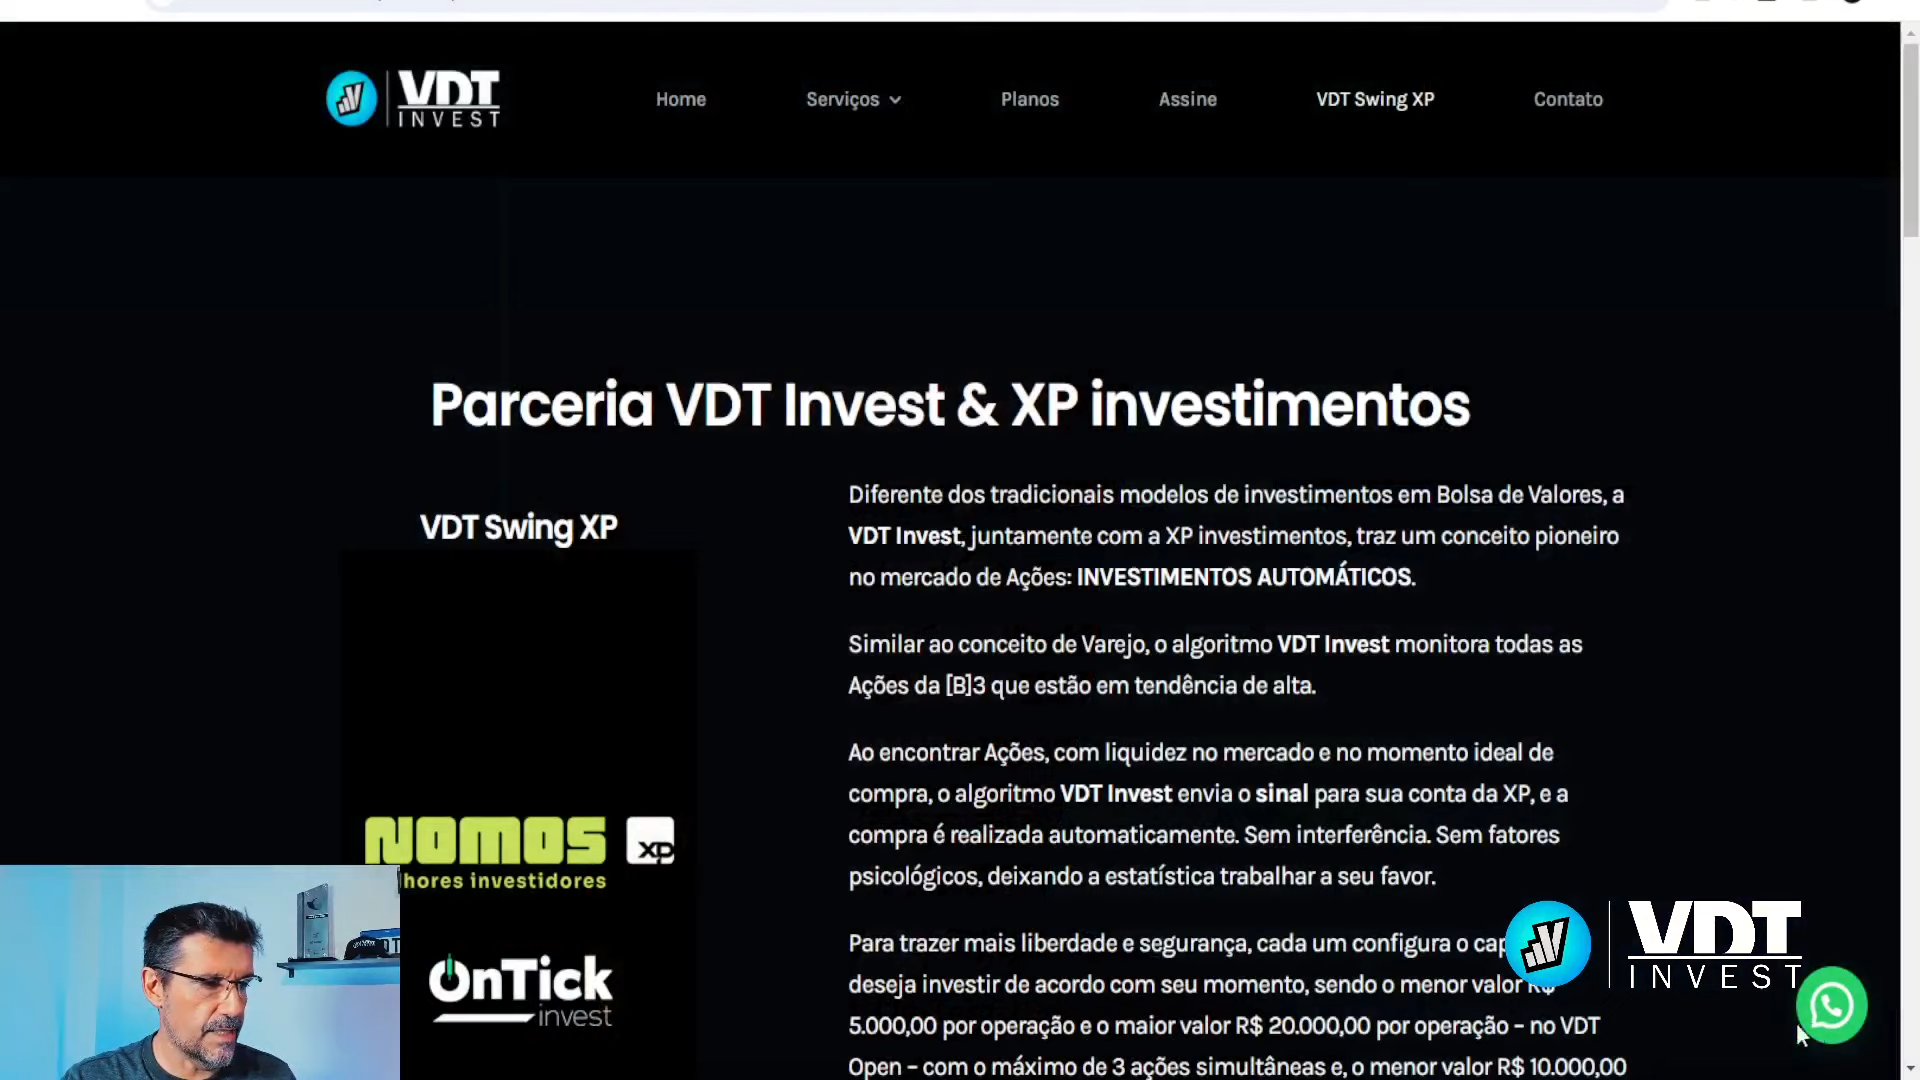 VDT
INVEST
Home
Serviços
Planos
Assine
VDT Swing XP
Contato
Parceria VDT Invest & XP investimentos
VDT Swing XP
Diferente dos tradicionais modelos de investimentos em Bolsa de Valores, a
VDT Invest, juntamente com a XP investimentos, traz um conceito pioneiro
no mercado de Ações: INVESTIMENTOS AUTOMÁTICOS.
Similar ao conceito de Varejo, o algoritmo VDT Invest monitora todas as
Ações da [B]3 que estão em tendência de alta.
Ao encontrar Ações, com liquidez no mercado e no momento ideal de
compra, o algoritmo VDT Invest envia o sinal para sua conta da XP, e a
compra é realizada automaticamente. Sem interferência. Sem fatores
psicológicos, deixando a estatística trabalhar a seu favor.
Para trazer mais liberdade e segurança, cada um configura o cap
deseja investir de acordo com seu momento, sendo o menor valor R$
5.000,00 por operação e o maior valor R$ 20.000,00 por operação – no VDT
Open – com o máximo de 3 ações simultâneas e, o menor valor R$ 10.000,00
NOMOS
XP
hores investidores
OnTick
invest
VDT
INVEST